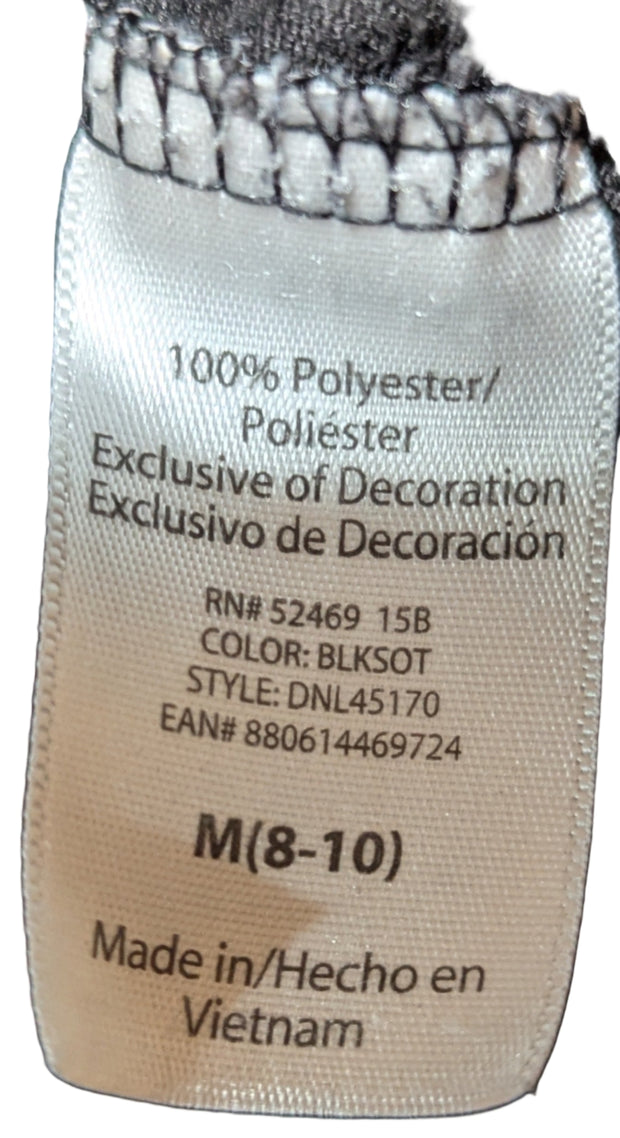 100% Polyester/
Poliéster
Exclusive of Decoration
Exclusivo de Decoración
RN# 52469 15B
COLOR: BLKSOT
STYLE: DNL45170
EAN# 880614469724
M(8-10)
Made in/Hecho en
Vietnam